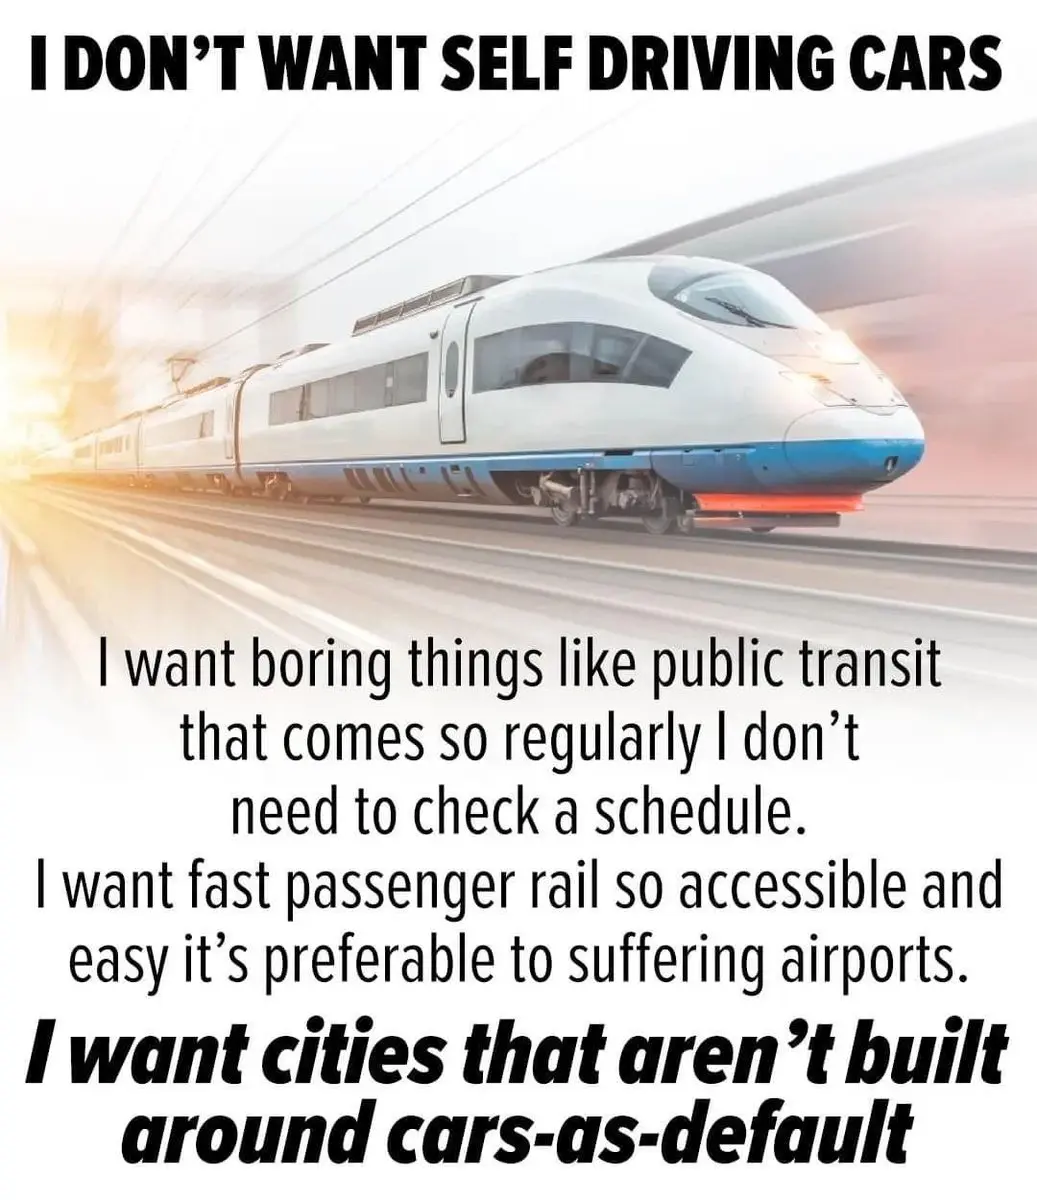 I DON’T WANT SELF DRIVING CARS
I want boring things like public transit
that comes so regularly I don’t
need to check a schedule.
I want fast passenger rail so accessible and
easy it’s preferable to suffering airports.
I want cities that aren’t built
around cars-as-default